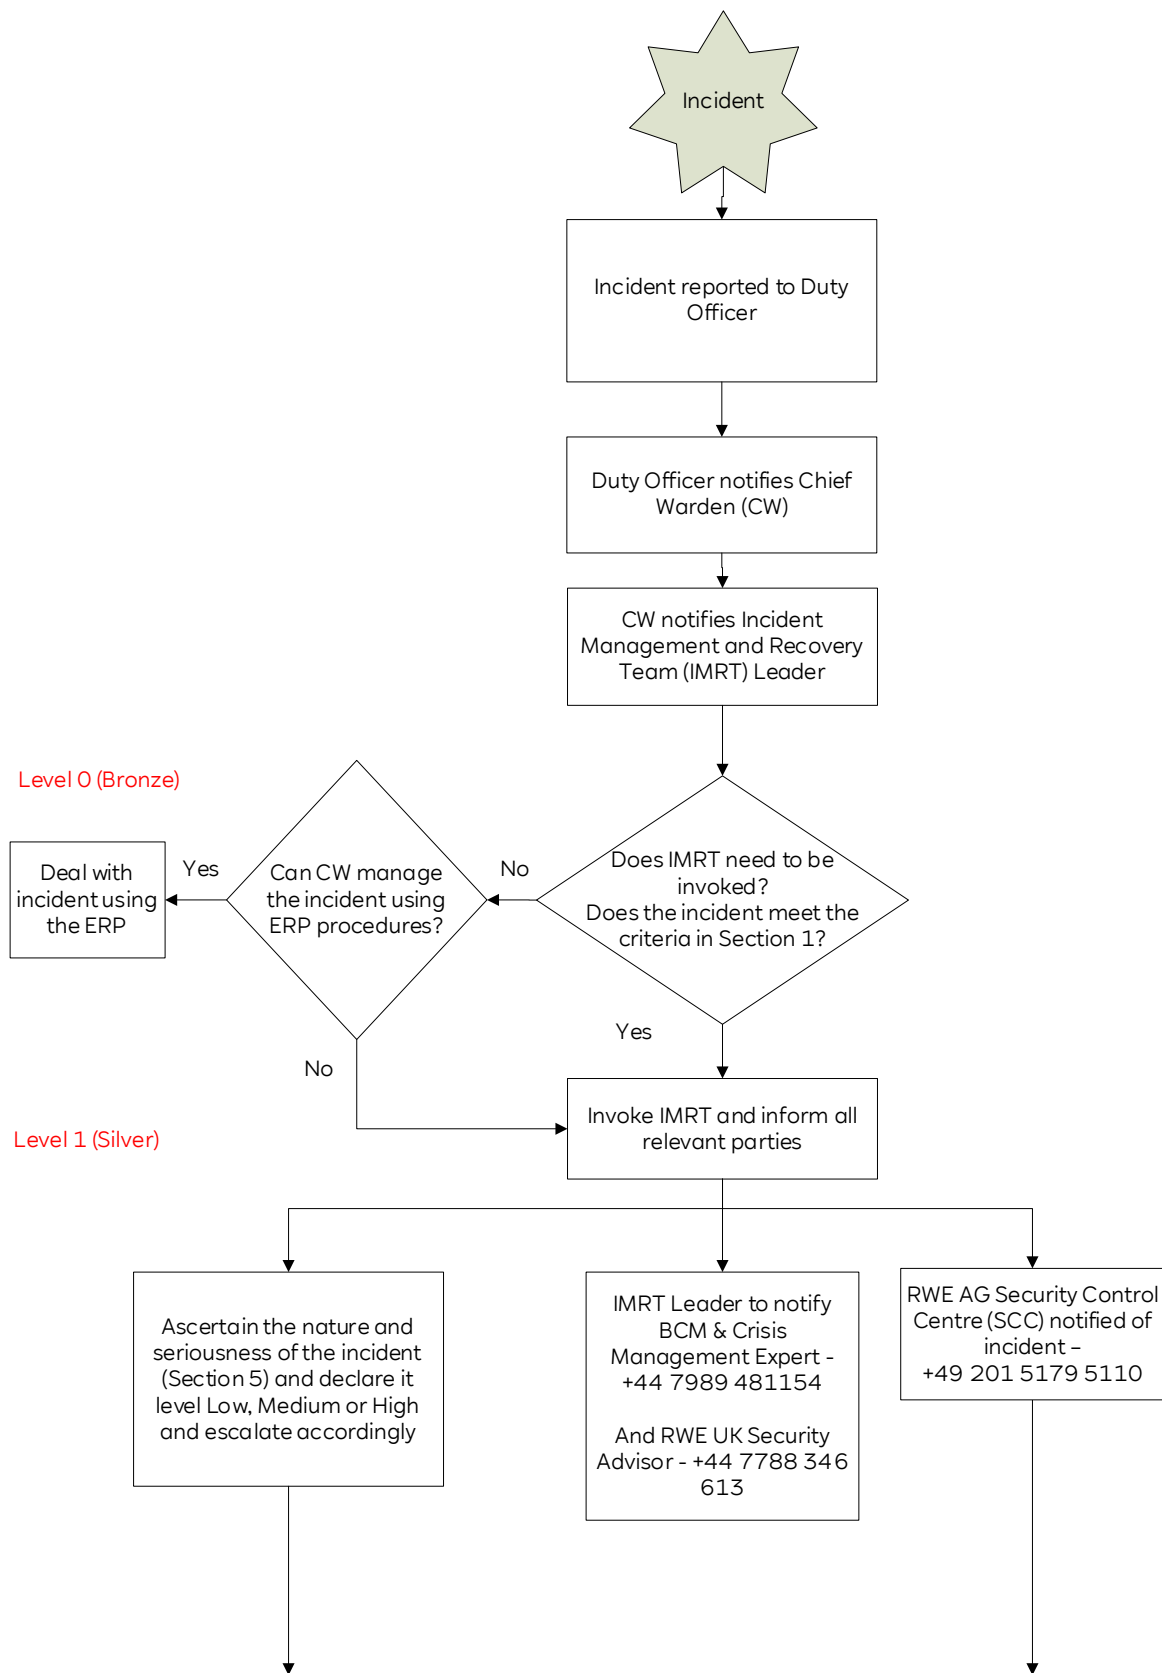 Incident
Incident reported to Duty
Officer
Duty Officer notifies Chief
Warden (CW)
CW notifies Incident
Management and Recovery
Team (IMRT) Leader
Level 0 (Bronze)
Deal with
incident using
the ERP
Yes
Can CW manage
the incident using
ERP procedures?
No
Does IMRT need to be
invoked?
Does the incident meet the
criteria in Section 1?
Yes
No
Invoke IMRT and inform all
relevant parties
Level 1 (Silver)
Ascertain the nature and
seriousness of the incident
(Section 5) and declare it
level Low, Medium or High
and escalate accordingly
IMRT Leader to notify
BCM & Crisis
Management Expert -
+44 7989 481154
And RWE UK Security
Advisor - +44 7788 346
613
RWE AG Security Control
Centre (SCC) notified of
incident –
+49 201 5179 5110